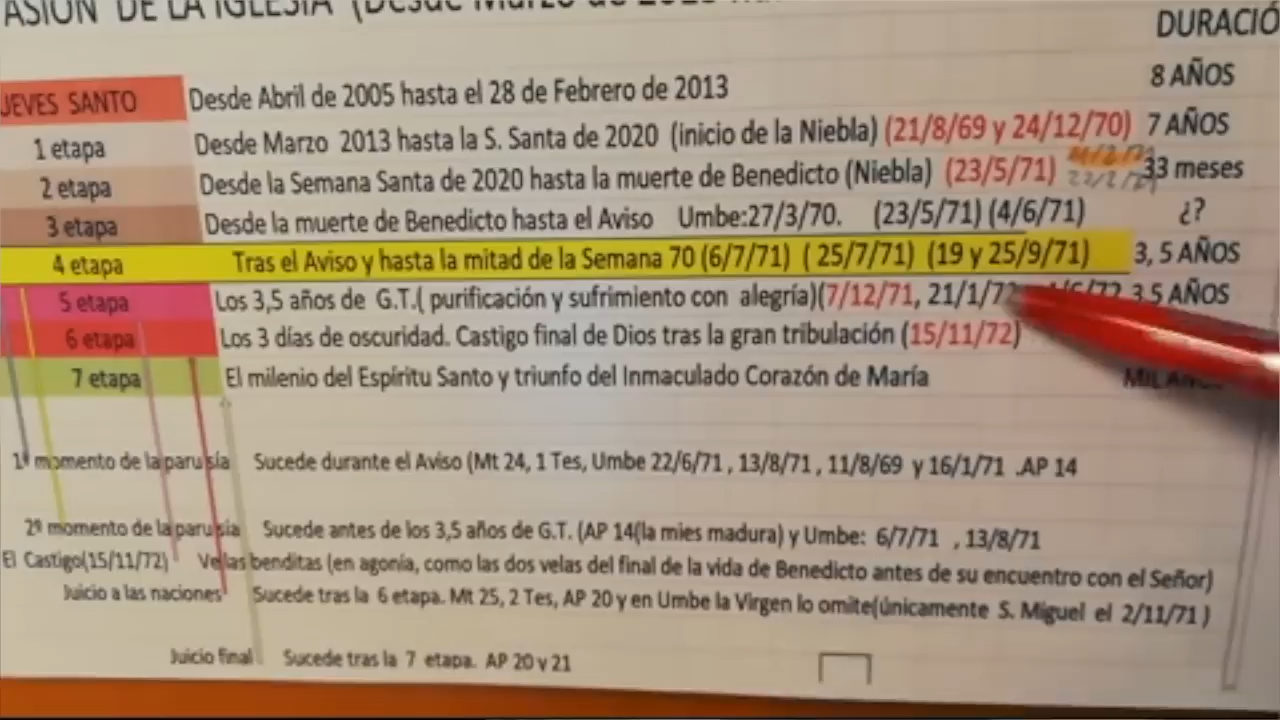 ASION DE LA IGLESIA (Desde Marzo de
DURACIÓ
JEVES SANTO Desde Abril de 2005 hasta el 28 de Febrero de 2013 8 AÑOS
1 etapa Desde Marzo 2013 hasta la S. Santa de 2020 (inicio de la Niebla) (21/8/69 y 24/12/70) 7 AÑOS
2 etapa Desde la Semana Santa de 2020 hasta la muerte de Benedicto (Niebla) (23/5/71) 33 meses
3 etapa Desde la muerte de Benedicto hasta el Aviso Umbe:27/3/70. (23/5/71) (4/6/71) ¿?
4 etapa Tras el Aviso y hasta la mitad de la Semana 70 (6/7/71) ( 25/7/71) (19 y 25/9/71) 3, 5 AÑOS
5 etapa Los 3,5 años de G.T.( purificación y sufrimiento con alegría)(7/12/71, 21/1/72 3,5 AÑOS
6 etapa Los 3 días de oscuridad. Castigo final de Dios tras la gran tribulación (15/11/72)
7 etapa El milenio del Espíritu Santo y triunfo del Inmaculado Corazón de María
1º momento de la parusía Sucede durante el Aviso (Mt 24, 1 Tes, Umbe 22/6/71 , 13/8/71 , 11/8/69 y 16/1/71 .AP 14
2º momento de la parusía Sucede antes de los 3,5 años de G.T. (AP 14(la mies madura) y Umbe: 6/7/71 , 13/8/71
El Castigo(15/11/72) Velas benditas (en agonía, como las dos velas del final de la vida de Benedicto antes de su encuentro con el Señor)
Juicio a las naciones Sucede tras la 6 etapa. Mt 25, 2 Tes, AP 20 y en Umbe la Virgen lo omite(únicamente S. Miguel el 2/11/71 )
Juicio final Sucede tras la 7 etapa. AP 20 y 21